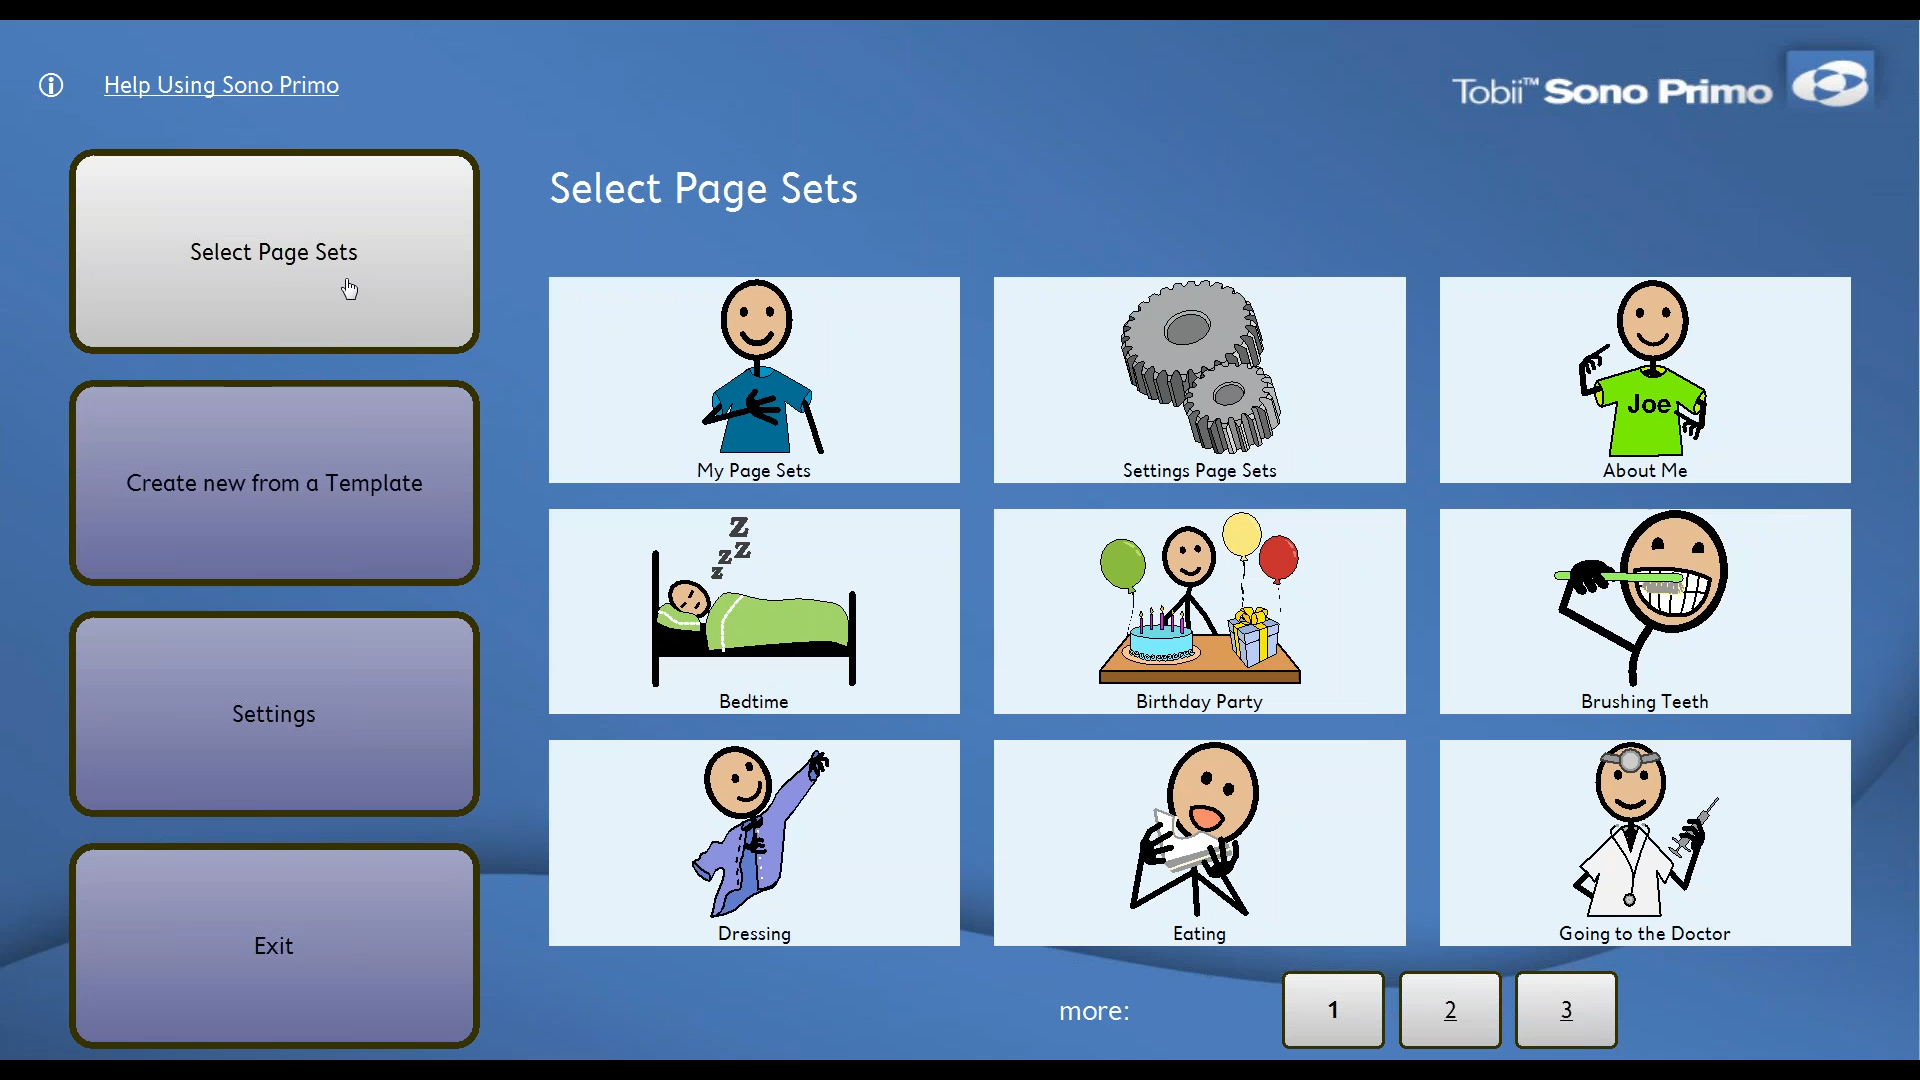 Help Using Sono Primo
Tobii™ Sono Primo
Select Page Sets
Create new from a Template
Settings
Exit
Select Page Sets
My Page Sets
Settings Page Sets
Joe
About Me
z z z z
Bedtime
Birthday Party
Brushing Teeth
Dressing
Eating
Going to the Doctor
more: 1 2 3